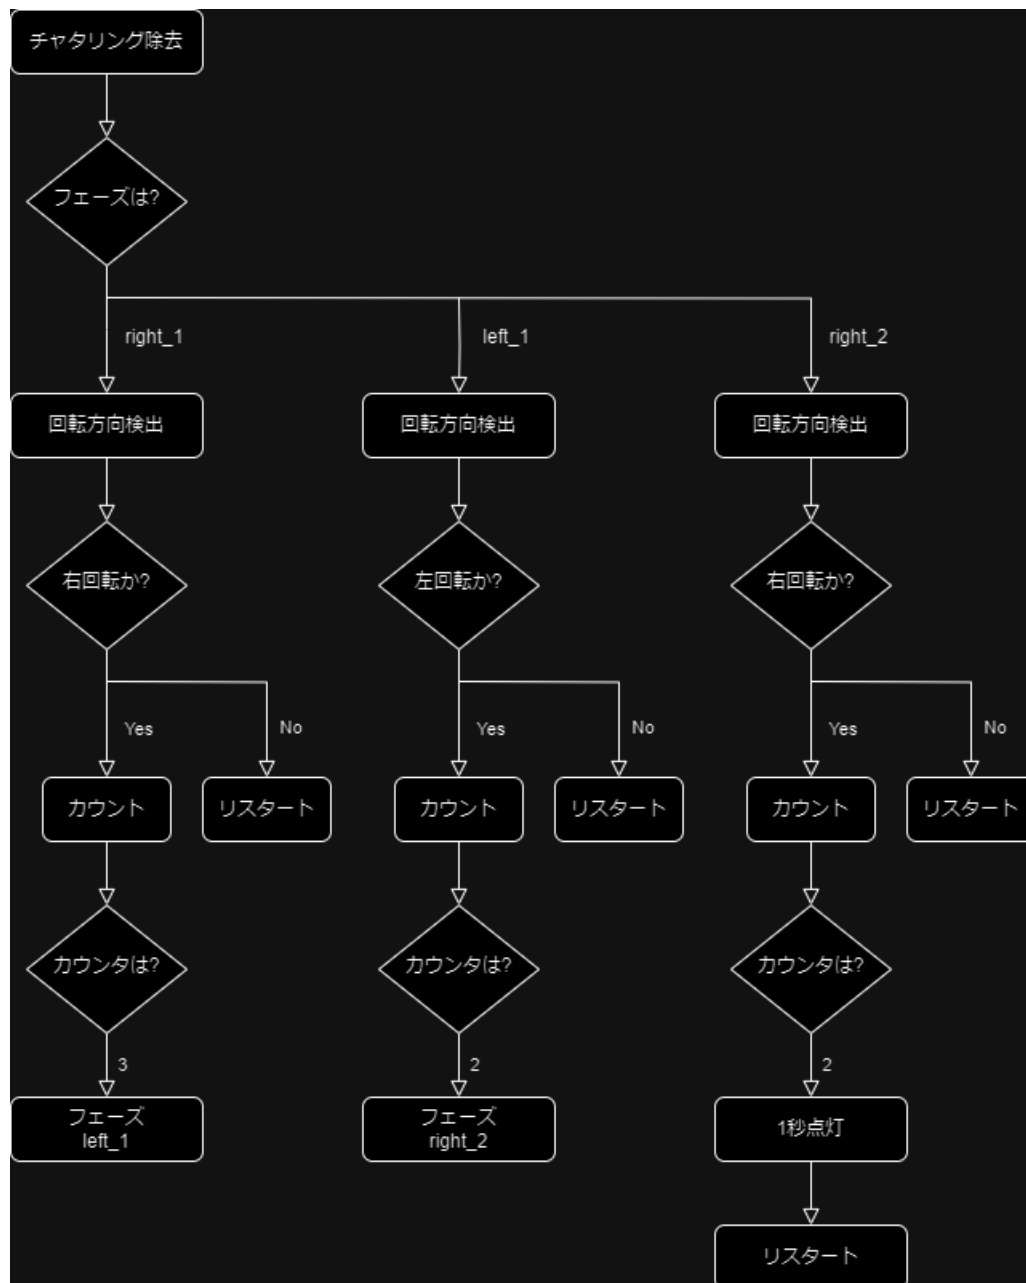 チャタリング除去
フェーズは?
right_1
left_1
right_2
回転方向検出
回転方向検出
回転方向検出
右回転か?
左回転か?
右回転か?
Yes
No
Yes
No
Yes
No
カウント
リスタート
カウント
リスタート
カウント
リスタート
カウンタは?
カウンタは?
カウンタは?
3
2
2
フェーズ
left_1
フェーズ
right_2
1秒点灯
リスタート